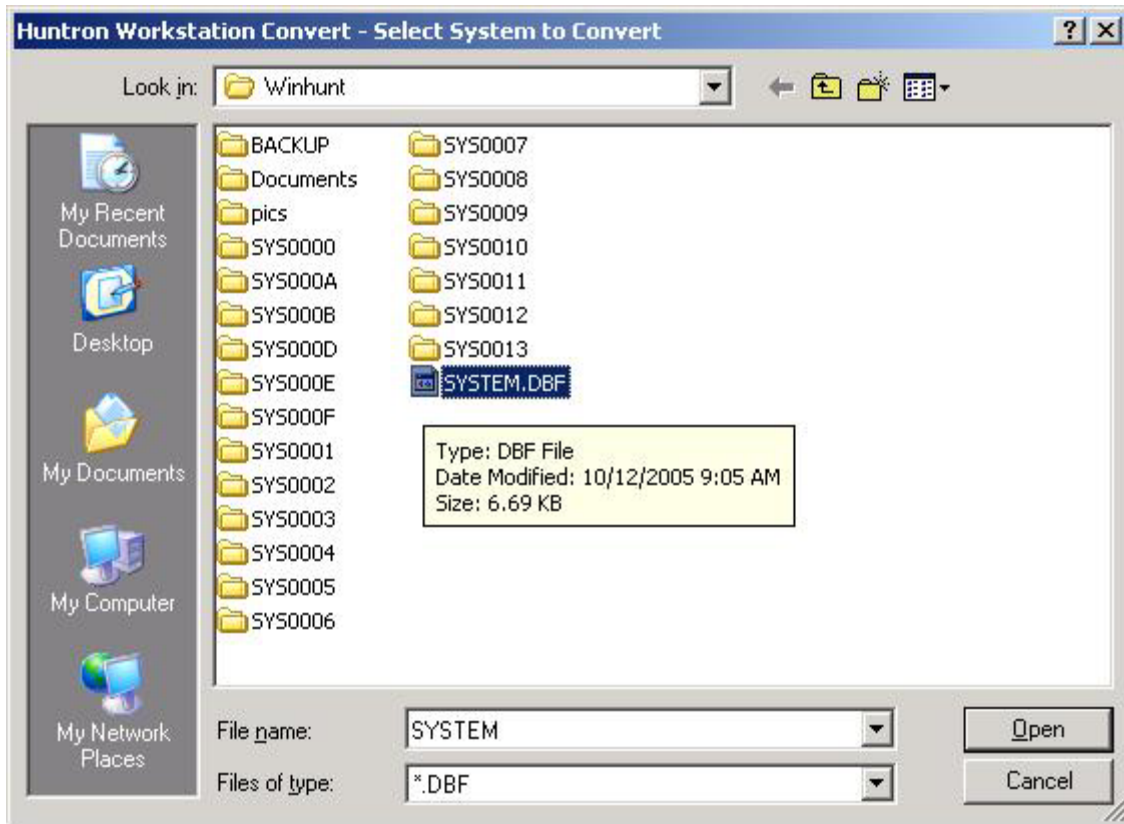 Huntron Workstation Convert - Select System to Convert
Look in:
Winhunt
My Recent
Documents
Desktop
My Documents
My Computer
My Network
Places
BACKUP
Documents
pics
SYS0000
SYS000A
SYS000B
SYS000D
SYS000E
SYS000F
SYS0001
SYS0002
SYS0003
SYS0004
SYS0005
SYS0006
SYS0007
SYS0008
SYS0009
SYS0010
SYS0011
SYS0012
SYS0013
SYSTEM.DBF
Type: DBF File
Date Modified: 10/12/2005 9:05 AM
Size: 6.69 KB
File name:
SYSTEM
Open
Files of type:
*.DBF
Cancel